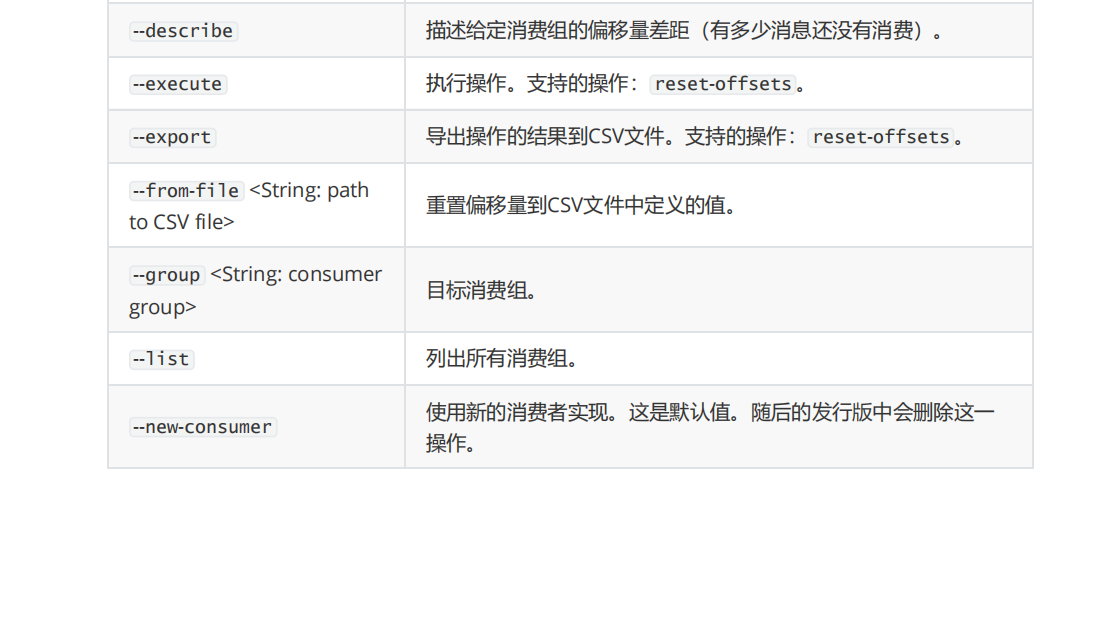 --describe 描述给定消费组的偏移量差距（有多少消息还没有消费）。
--execute 执行操作。支持的操作：reset-offsets。
--export 导出操作的结果到CSV文件。支持的操作：reset-offsets。
--from-file <String: path
to CSV file>
重置偏移量到CSV文件中定义的值。
--group <String: consumer
group>
目标消费组。
--list 列出所有消费组。
--new-consumer
使用新的消费者实现。这是默认值。随后的发行版中会删除这一
操作。